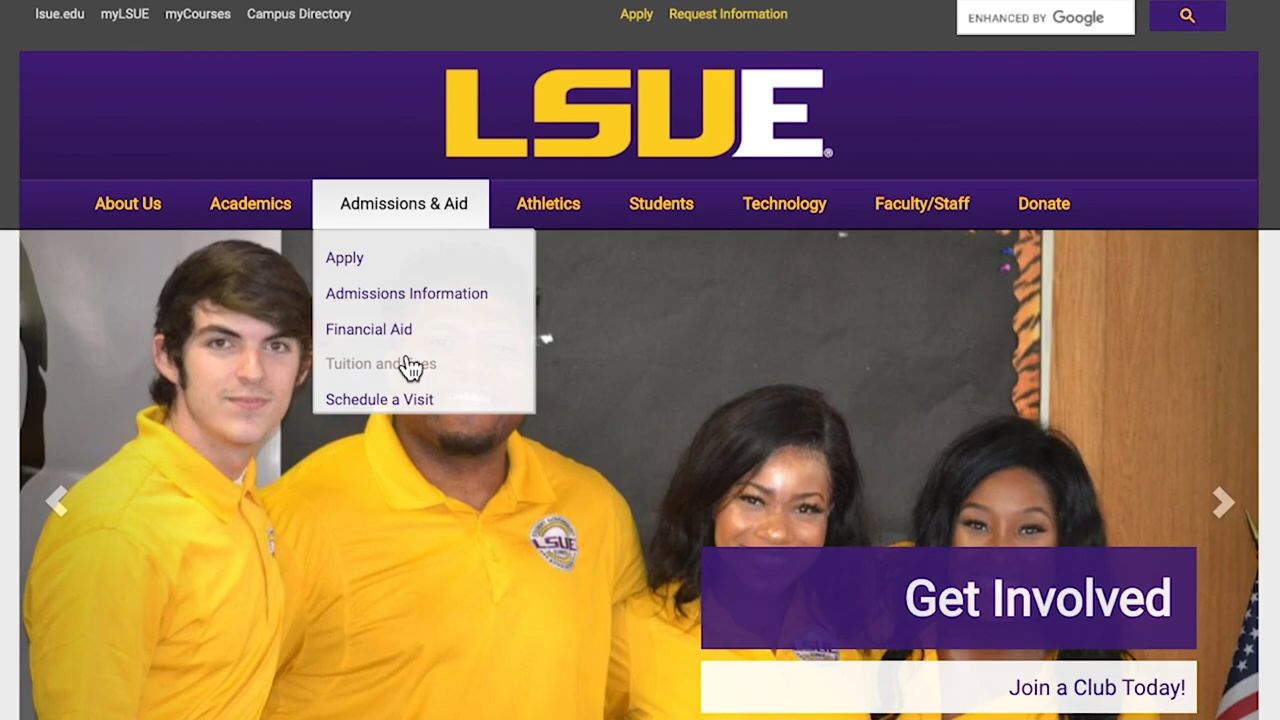 lsue.edu myLSUE myCourses Campus Directory Apply Request Information ENHANCED BY Google
LSUE®
About Us Academics Admissions & Aid Athletics Students Technology Faculty/Staff Donate
Apply
Admissions Information
Financial Aid
Tuition and Fees
Schedule a Visit
LSUE
Get Involved
Join a Club Today!